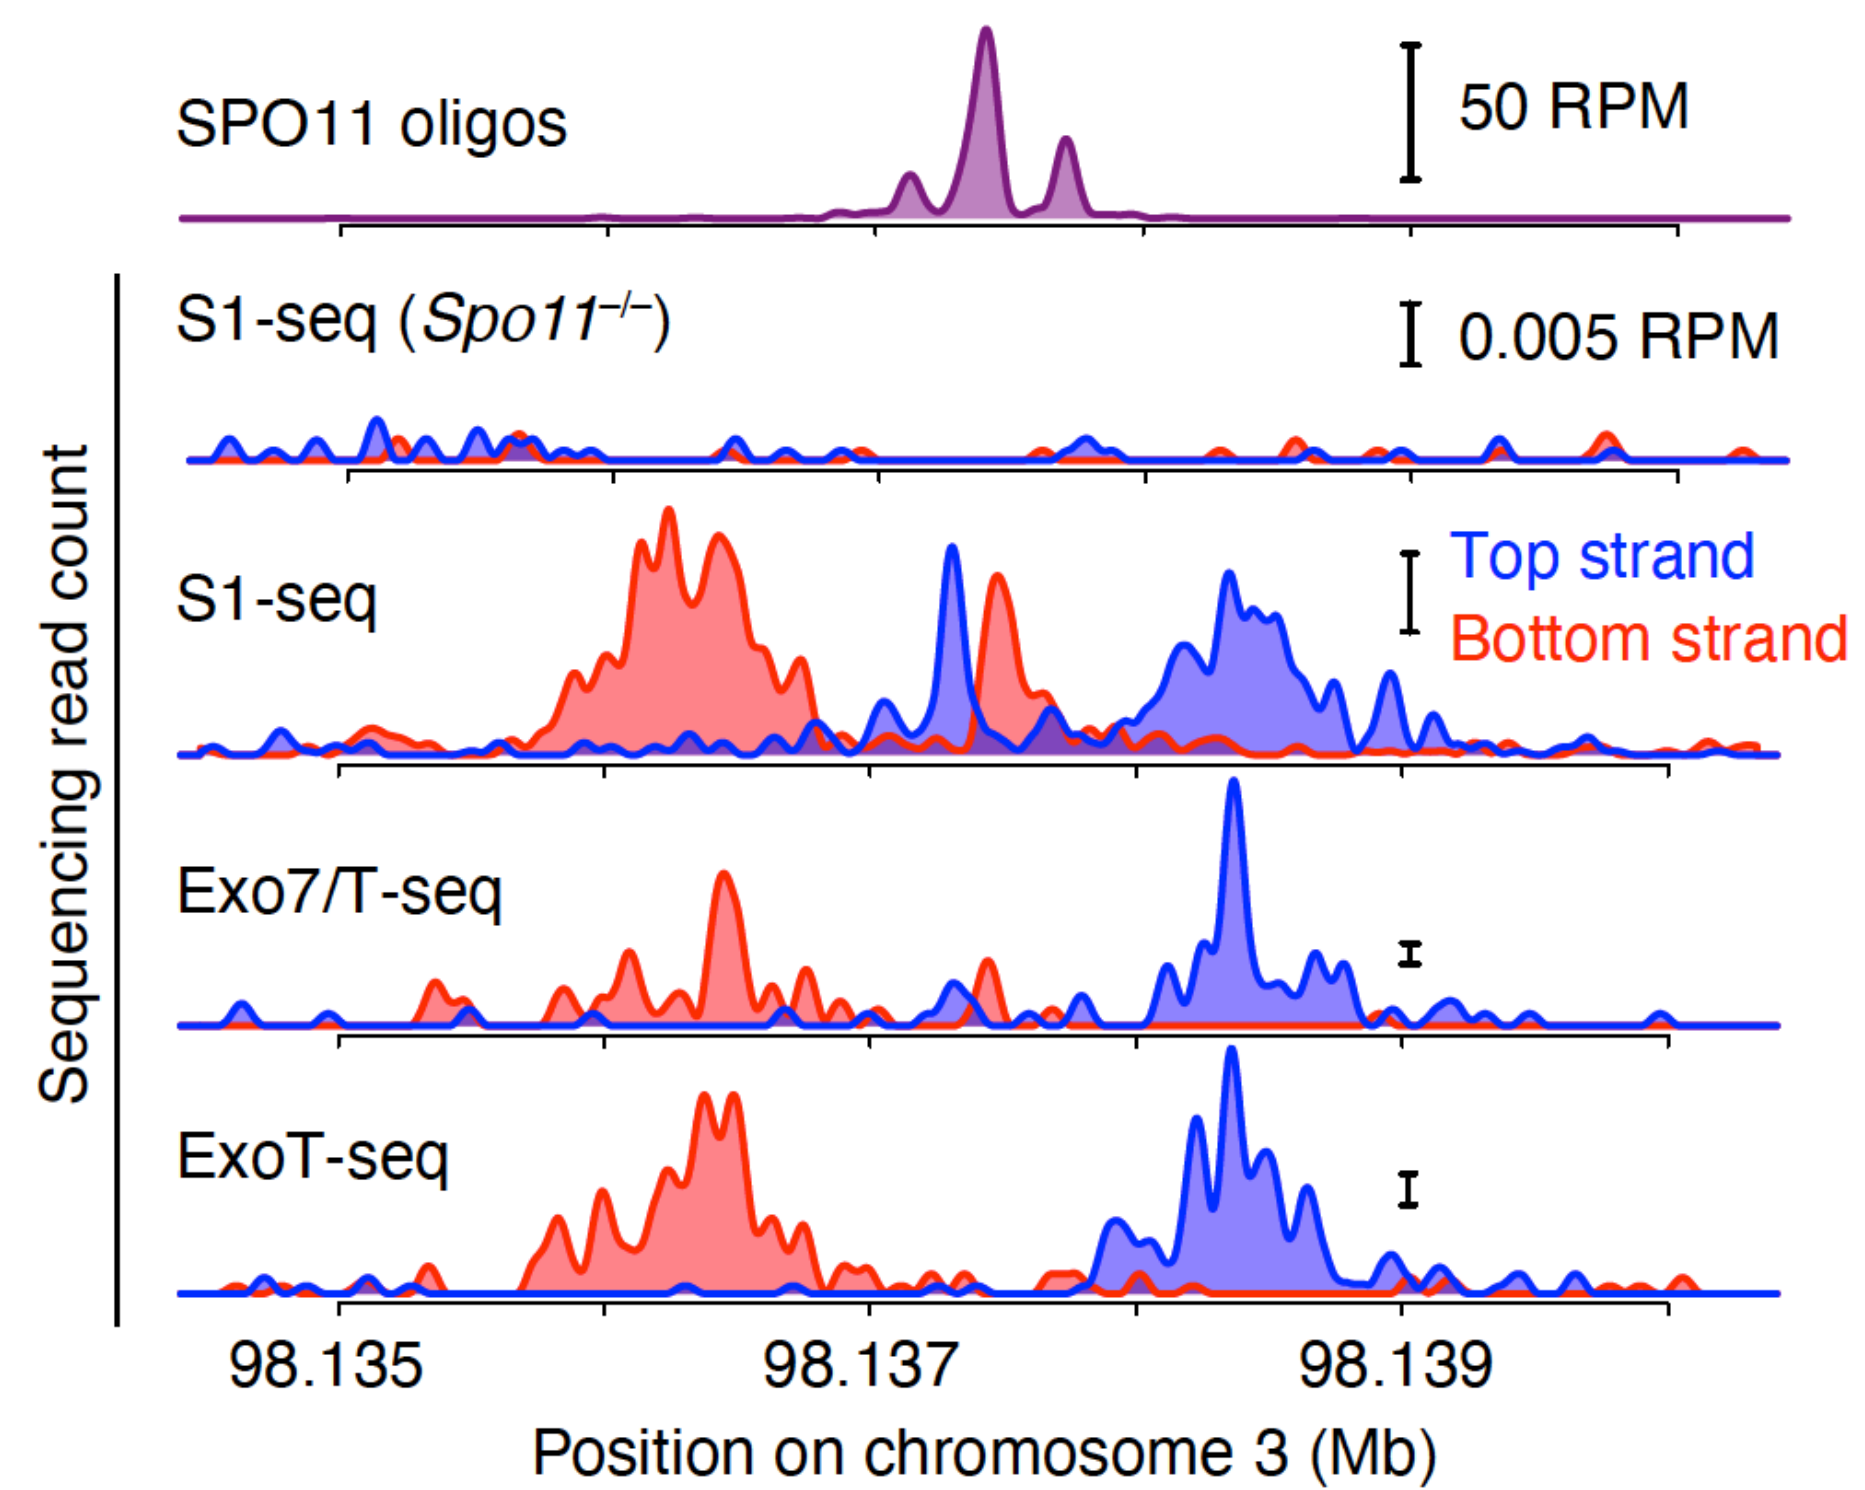 SPO11 oligos
50 RPM
S1-seq (Spo11–/–)
0.005 RPM
S1-seq
Top strand
Bottom strand
Exo7/T-seq
ExoT-seq
Sequencing read count
98.135 98.137 98.139
Position on chromosome 3 (Mb)